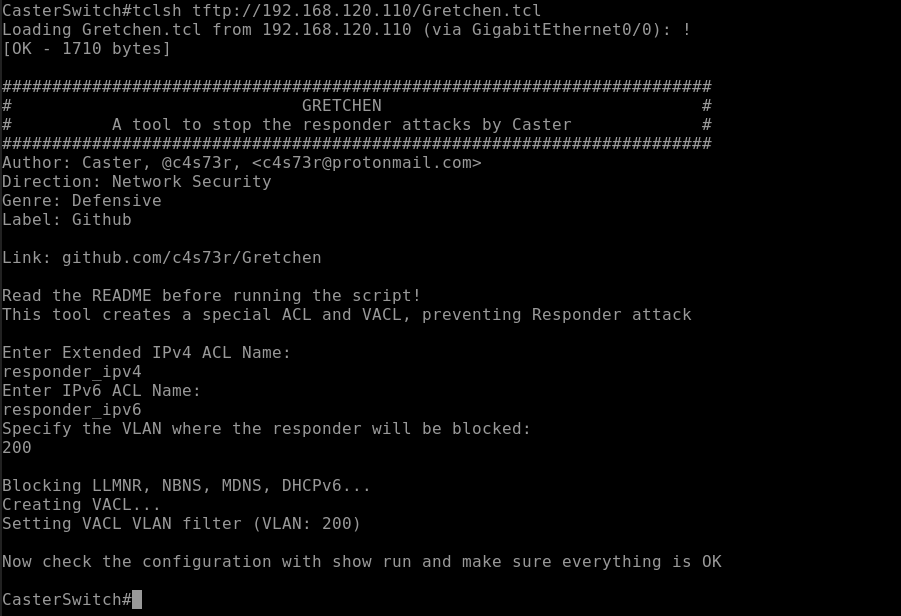 CasterSwitch#tclsh tftp://192.168.120.110/Gretchen.tcl
Loading Gretchen.tcl from 192.168.120.110 (via GigabitEthernet0/0): !
[OK - 1710 bytes]
#######################################################################
#                             GRETCHEN                                #
#          A tool to stop the responder attacks by Caster             #
#######################################################################
Author: Caster, @c4s73r, <c4s73r@protonmail.com>
Direction: Network Security
Genre: Defensive
Label: Github
Link: github.com/c4s73r/Gretchen
Read the README before running the script!
This tool creates a special ACL and VACL, preventing Responder attack
Enter Extended IPv4 ACL Name:
responder_ipv4
Enter IPv6 ACL Name:
responder_ipv6
Specify the VLAN where the responder will be blocked:
200
Blocking LLMNR, NBNS, MDNS, DHCPv6...
Creating VACL...
Setting VACL VLAN filter (VLAN: 200)
Now check the configuration with show run and make sure everything is OK
CasterSwitch#